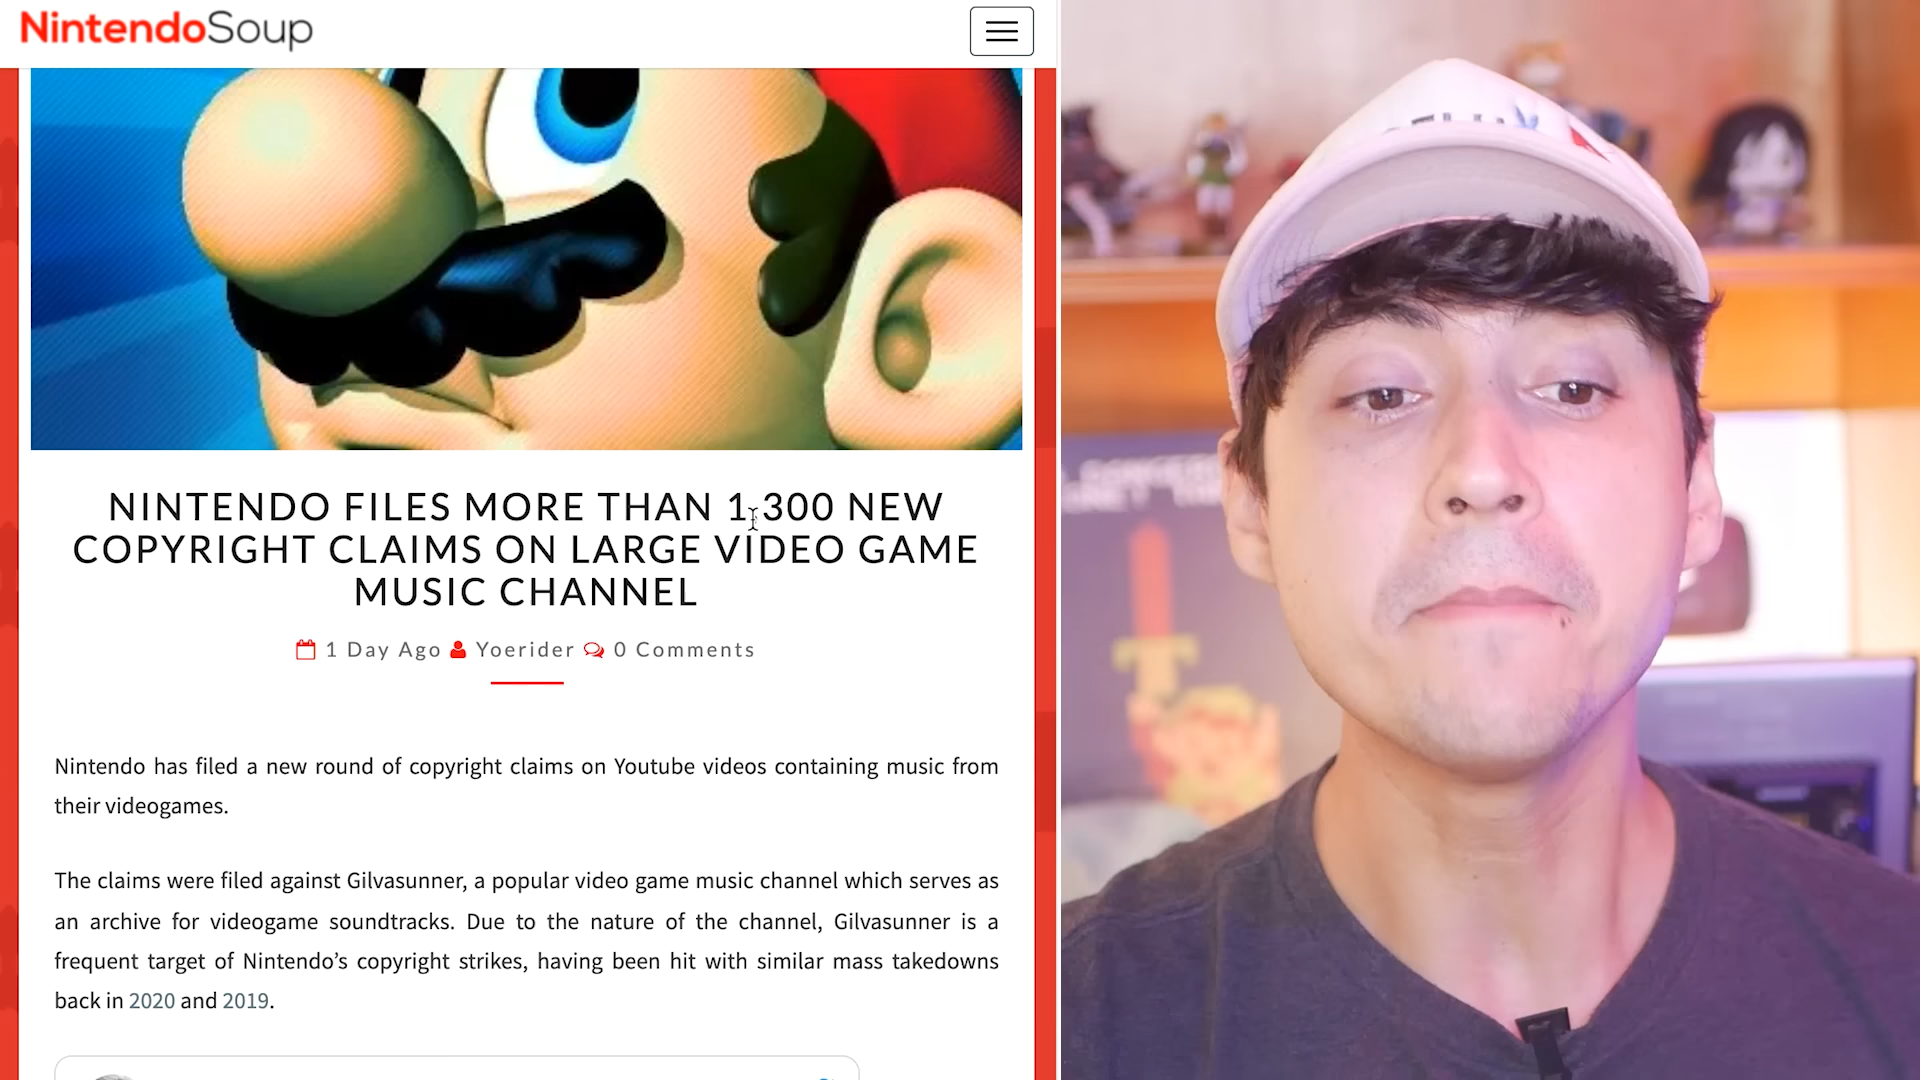 NintendoSoup
NINTENDO FILES MORE THAN 1,300 NEW
COPYRIGHT CLAIMS ON LARGE VIDEO GAME
MUSIC CHANNEL
1 Day Ago Yoerider 0 Comments
Nintendo has filed a new round of copyright claims on Youtube videos containing music from
their videogames.
The claims were filed against Gilvasunner, a popular video game music channel which serves as
an archive for videogame soundtracks. Due to the nature of the channel, Gilvasunner is a
frequent target of Nintendo’s copyright strikes, having been hit with similar mass takedowns
back in 2020 and 2019.